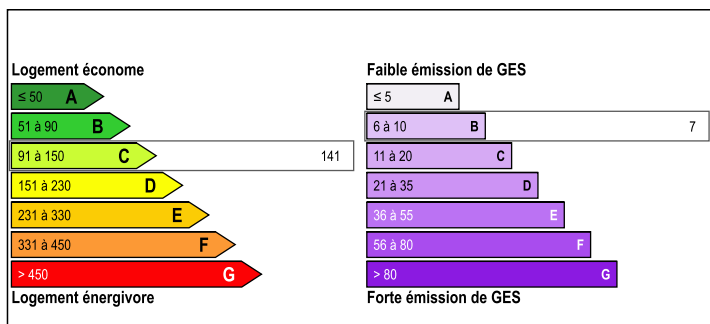 Logement économe
≤ 50 A
51 à 90 B
91 à 150 C 141
151 à 230 D
231 à 330 E
331 à 450 F
> 450 G
Logement énergivore
Faible émission de GES
≤ 5 A
6 à 10 B 7
11 à 20 C
21 à 35 D
36 à 55 E
56 à 80 F
> 80 G
Forte émission de GES